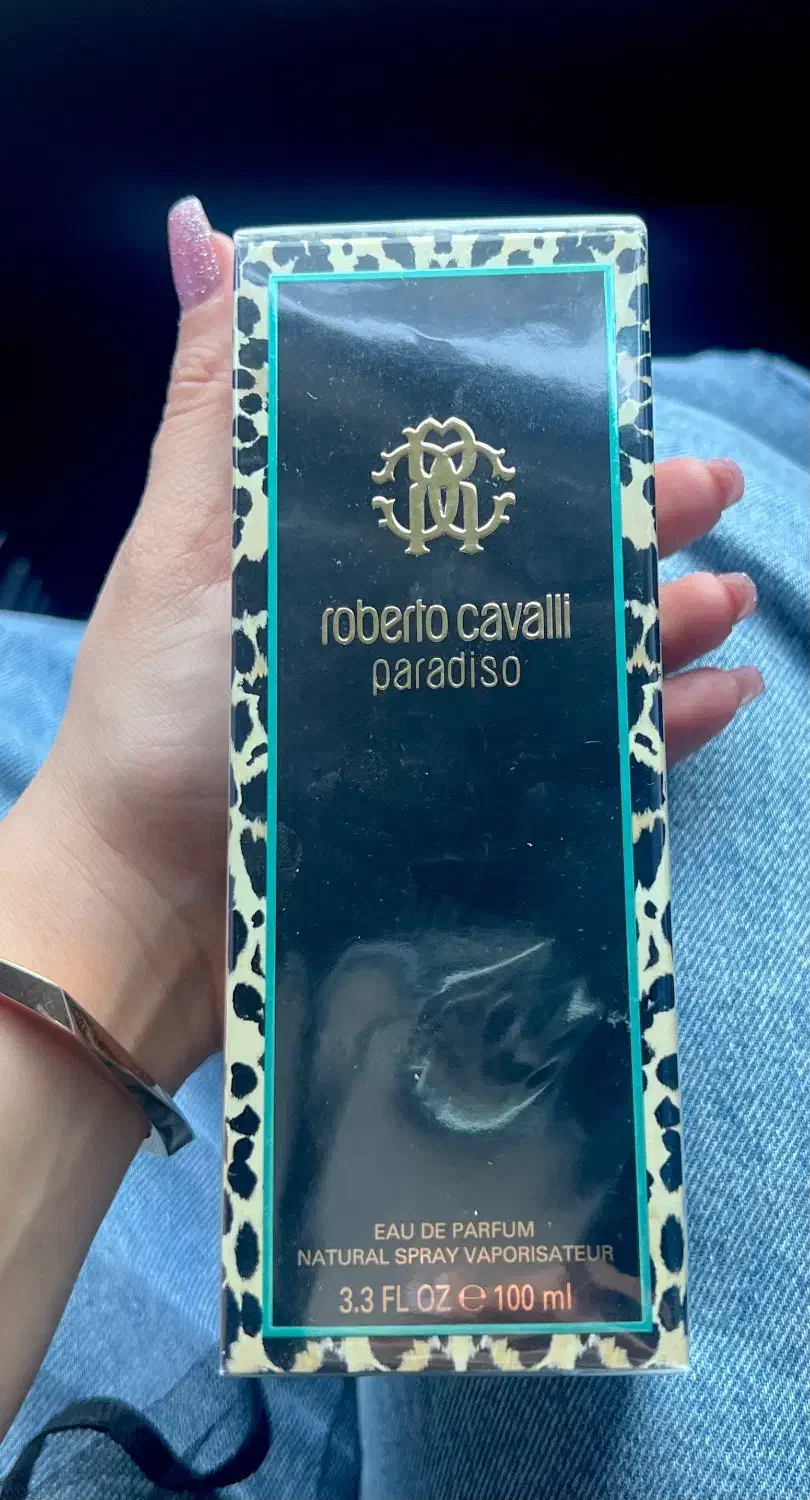 roberto cavalli
paradiso
EAU DE PARFUM
NATURAL SPRAY VAPORISATEUR
3.3 FL OZ ℮ 100 ml